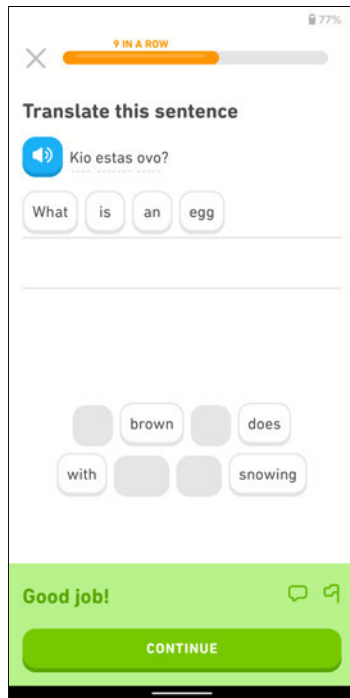 77%
9 IN A ROW
Translate this sentence
Kio estas ovo?
What is an egg
brown does
with snowing
Good job!
CONTINUE